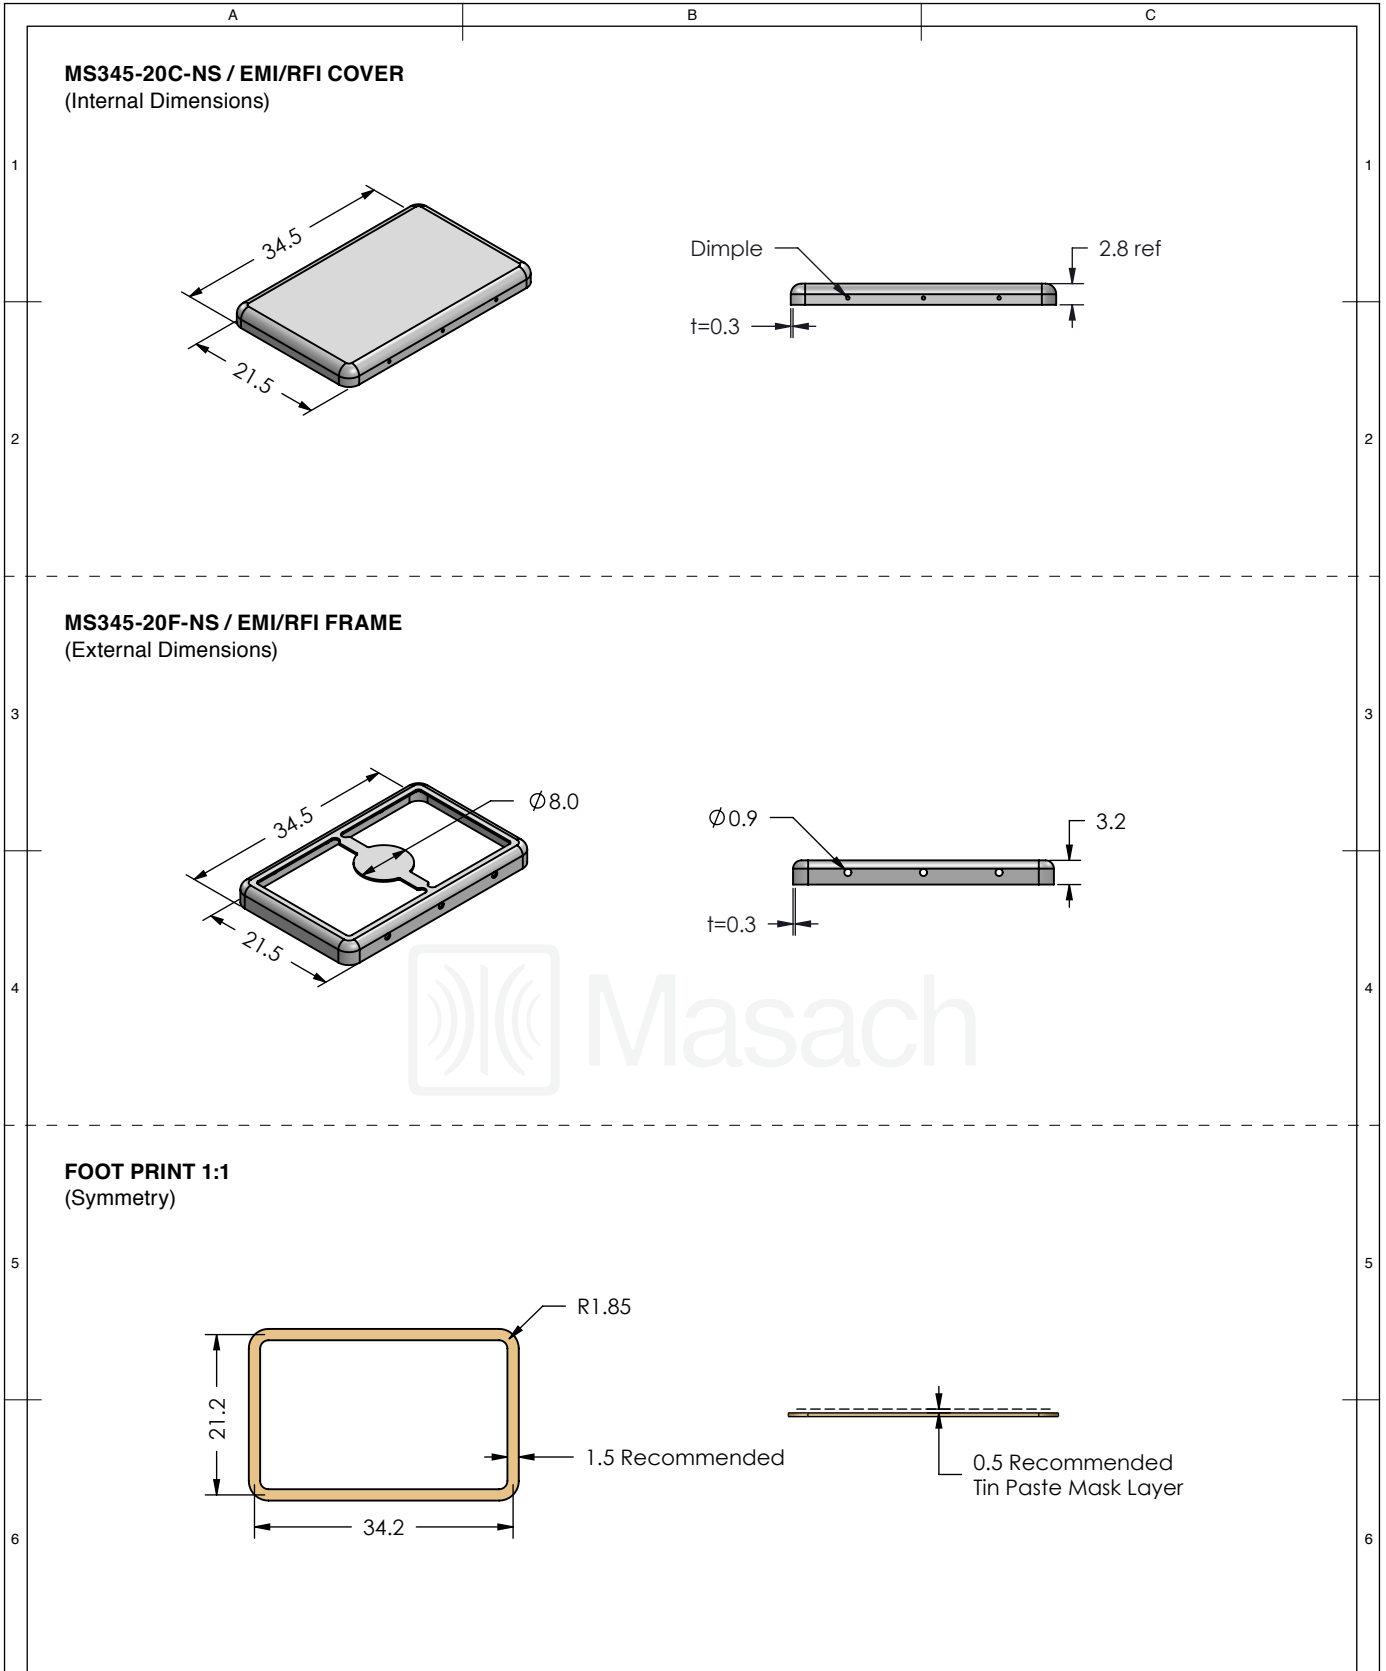 A B C
MS345-20C-NS / EMI/RFI COVER
(Internal Dimensions)
1 1
34.5
21.5
Dimple
2.8 ref
t=0.3
2 2
MS345-20F-NS / EMI/RFI FRAME
(External Dimensions)
3 3
34.5
Ø8.0
21.5
Ø0.9
3.2
t=0.3
Masach
4 4
FOOT PRINT 1:1
(Symmetry)
5 5
R1.85
21.2
1.5 Recommended
34.2
0.5 Recommended
Tin Paste Mask Layer
6 6